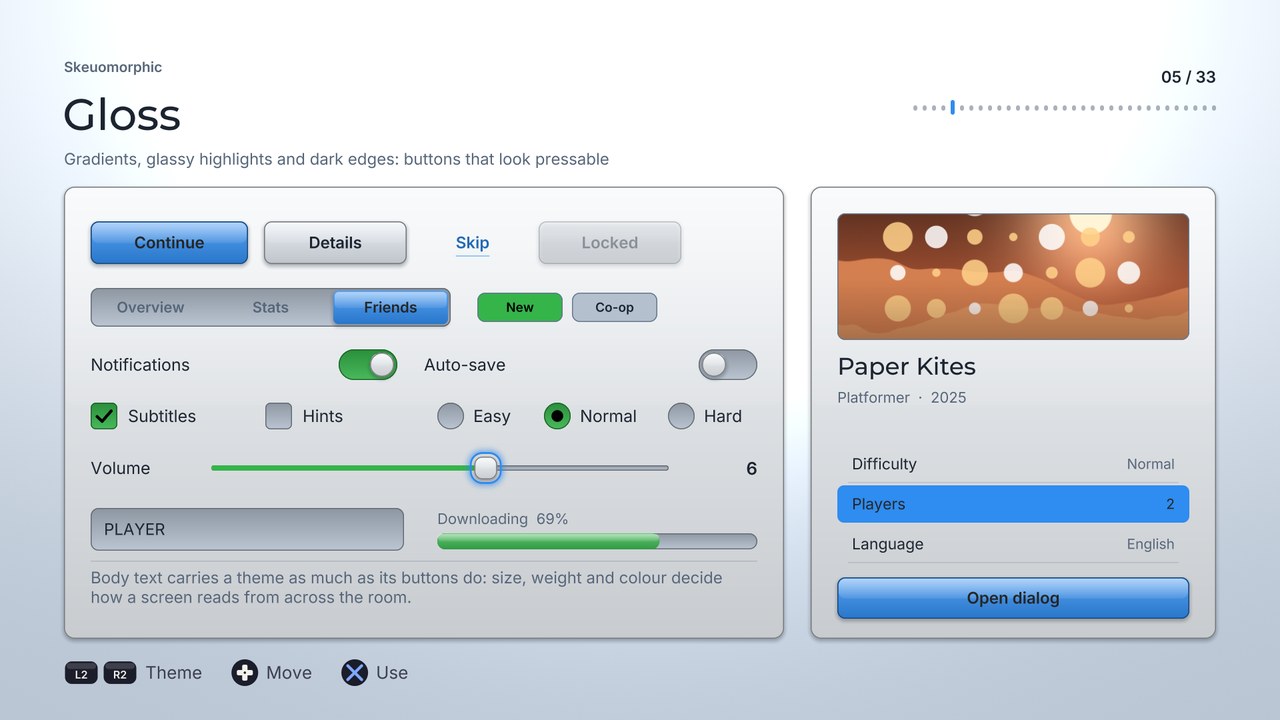 Skeuomorphic
05 / 33
Gloss
Gradients, glassy highlights and dark edges: buttons that look pressable
Continue
Details
Skip
Locked
Overview
Stats
Friends
New
Co-op
Notifications
Auto-save
Subtitles
Hints
Easy
Normal
Hard
Volume
6
PLAYER
Downloading 69%
Body text carries a theme as much as its buttons do: size, weight and colour decide
how a screen reads from across the room.
Paper Kites
Platformer · 2025
Difficulty
Normal
Players
2
Language
English
Open dialog
L2
R2
Theme
Move
Use